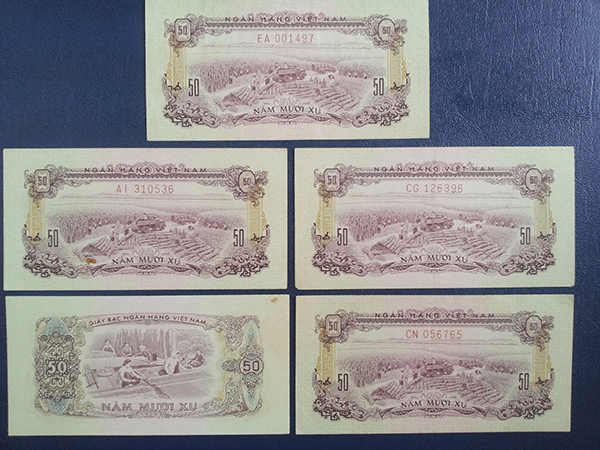 NGÂN HÀNG VIỆT NAM
50 50
EA 001497
50 50
NĂM MƯƠI XU
NGÂN HÀNG VIỆT NAM
50 50
AI 310536
50 50
NĂM MƯƠI XU
NGÂN HÀNG VIỆT NAM
50 50
CG 126396
50 50
NĂM MƯƠI XU
GIẤY BẠC NGÂN HÀNG VIỆT NAM
50 50
NĂM MƯƠI XU
NGÂN HÀNG VIỆT NAM
50 50
CN 056765
50 50
NĂM MƯƠI XU